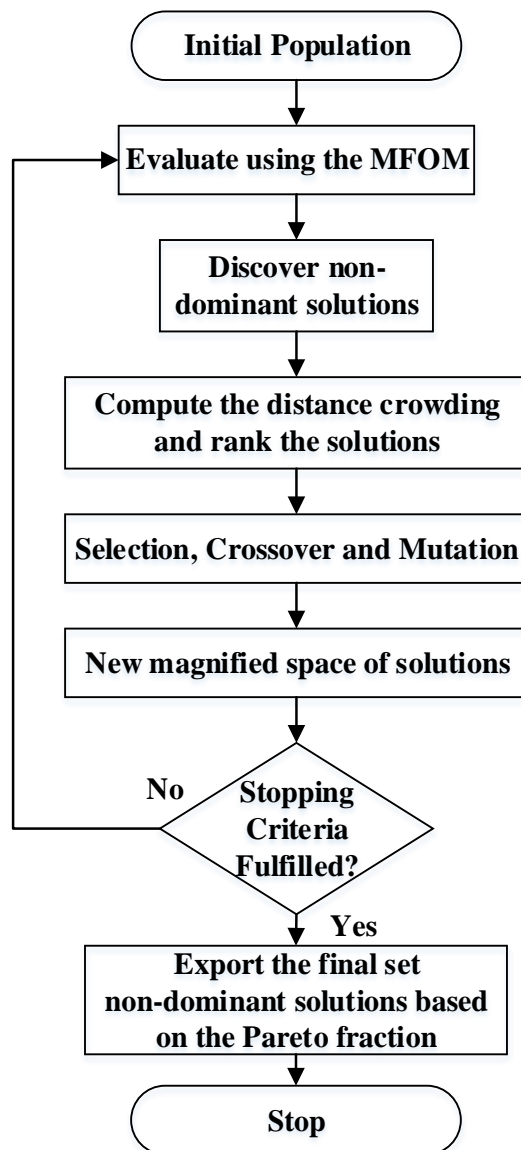 Initial Population
Evaluate using the MFOM
Discover non-
dominant solutions
Compute the distance crowding
and rank the solutions
Selection, Crossover and Mutation
New magnified space of solutions
No
Stopping
Criteria
Fulfilled?
Yes
Export the final set
non-dominant solutions based
on the Pareto fraction
Stop